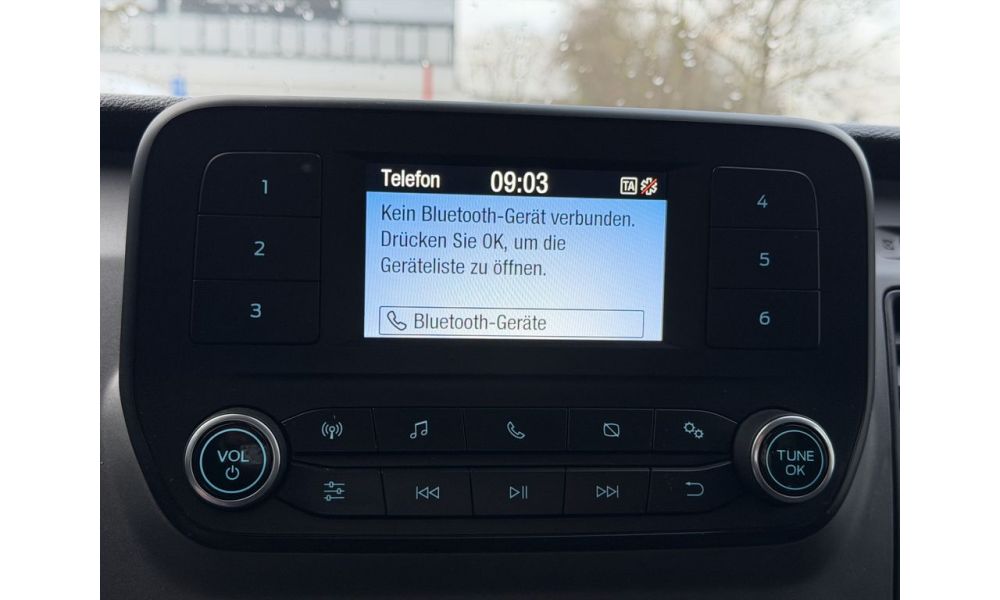 Telefon 09:03 TA
Kein Bluetooth-Gerät verbunden.
Drücken Sie OK, um die
Geräteliste zu öffnen.
Bluetooth-Geräte
1
2
3
4
5
6
VOL
TUNE
OK